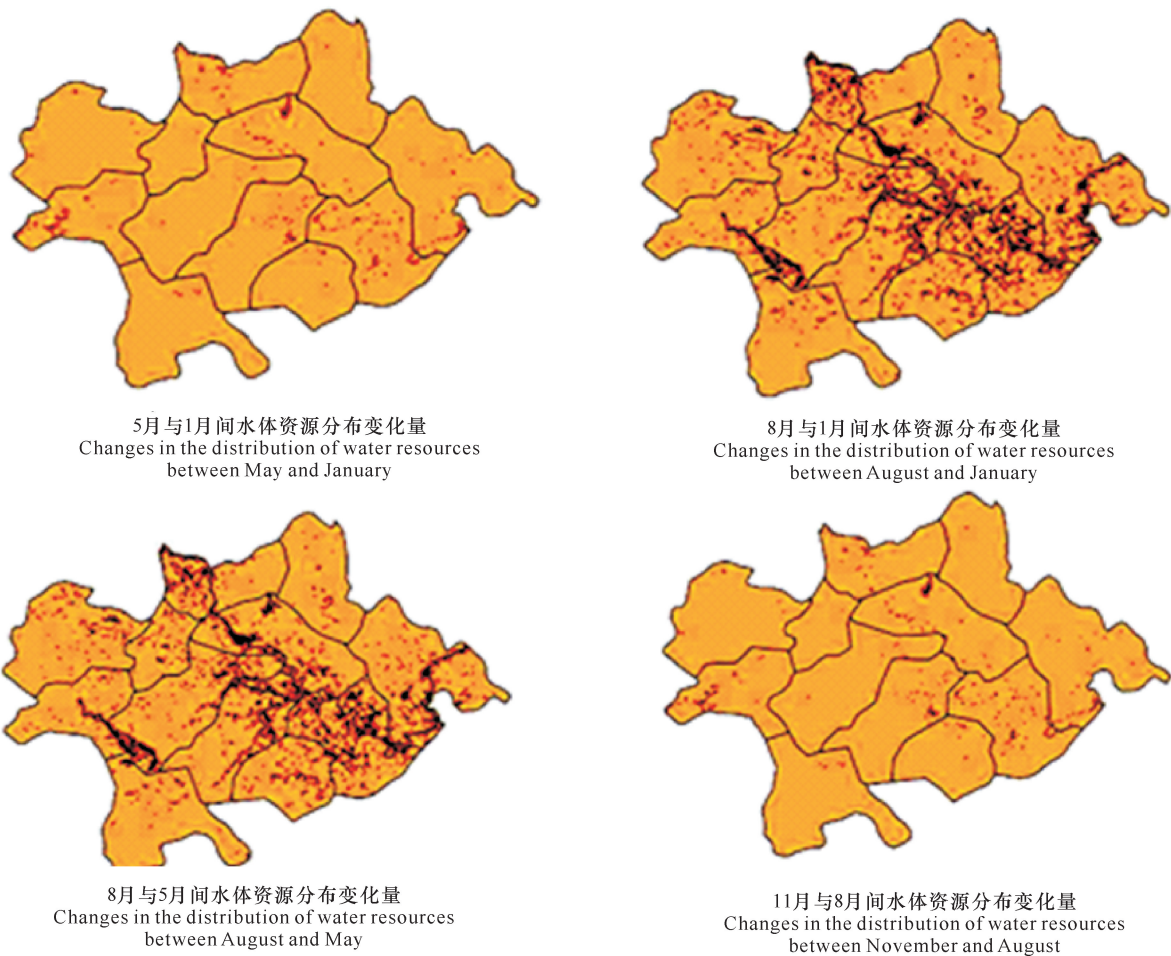 5月与1月间水体资源分布变化量
Changes in the distribution of water resources
between May and January
8月与1月间水体资源分布变化量
Changes in the distribution of water resources
between August and January
8月与5月间水体资源分布变化量
Changes in the distribution of water resources
between August and May
11月与8月间水体资源分布变化量
Changes in the distribution of water resources
between November and August